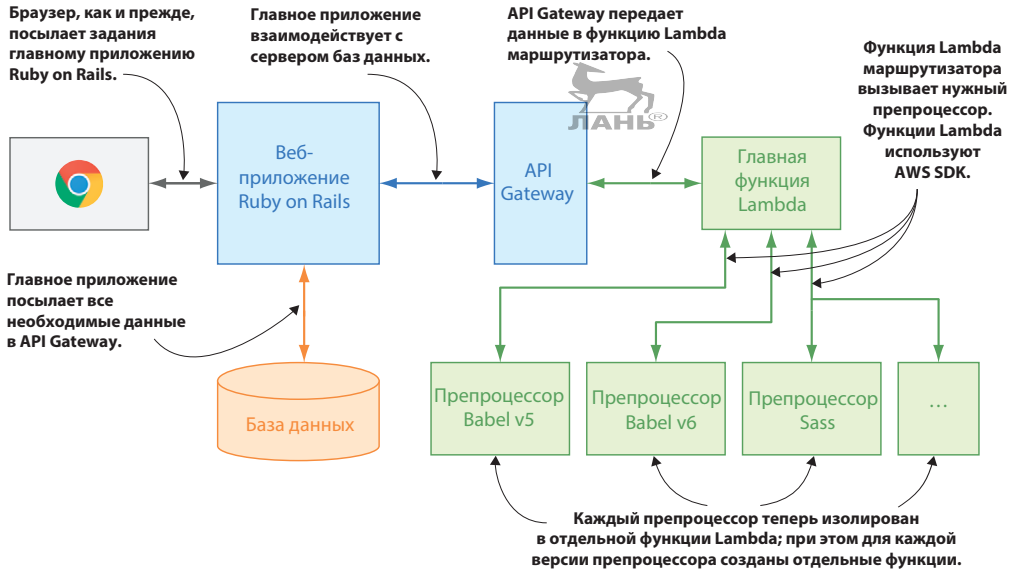 Браузер, как и прежде,
посылает задания
главному приложению
Ruby on Rails.
Главное приложение
взаимодействует с
сервером баз данных.
API Gateway передает
данные в функцию Lambda
маршрутизатора.
Функция Lambda
маршрутизатора
вызывает нужный
препроцессор.
Функции Lambda
используют
AWS SDK.
ЛАНЬ®
Веб-
приложение
Ruby on Rails
API
Gateway
Главная
функция
Lambda
Главное приложение
посылает все
необходимые данные
в API Gateway.
База данных
Препроцессор
Babel v5
Препроцессор
Babel v6
Препроцессор
Sass
...
Каждый препроцессор теперь изолирован
в отдельной функции Lambda; при этом для каждой
версии препроцессора созданы отдельные функции.